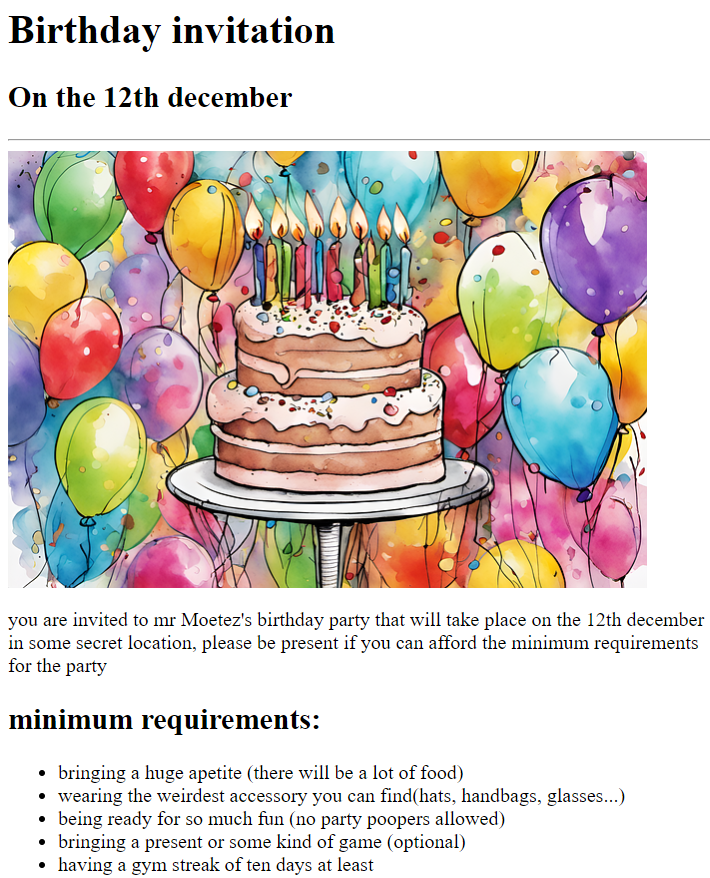 Birthday invitation
On the 12th december
you are invited to mr Moetez's birthday party that will take place on the 12th december
in some secret location, please be present if you can afford the minimum requirements
for the party
minimum requirements:
• bringing a huge apetite (there will be a lot of food)
• wearing the weirdest accessory you can find(hats, handbags, glasses...)
• being ready for so much fun (no party poopers allowed)
• bringing a present or some kind of game (optional)
• having a gym streak of ten days at least